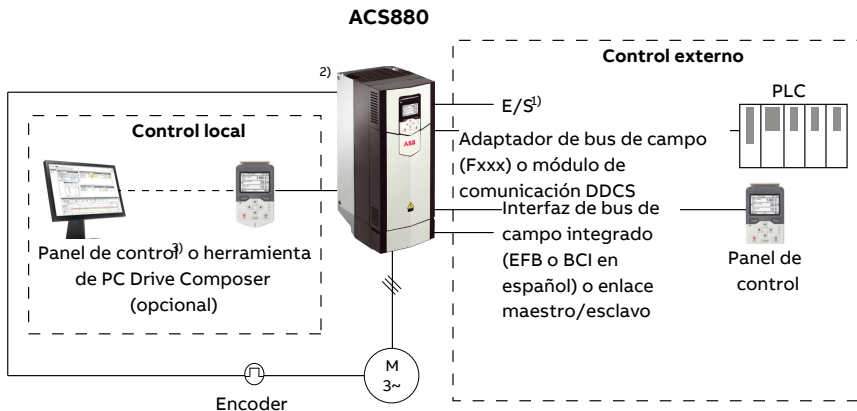 ACS880
2)
Control externo
PLC
E/S1)
Control local
ABB
Adaptador de bus de campo
(Fxxx) o módulo de
comunicación DDCS
Interfaz de bus de
campo integrado
(EFB o BCI en
español) o enlace
maestro/esclavo
Panel de
control
Panel de control3) o herramienta
de PC Drive Composer
(opcional)
M
3~
Encoder